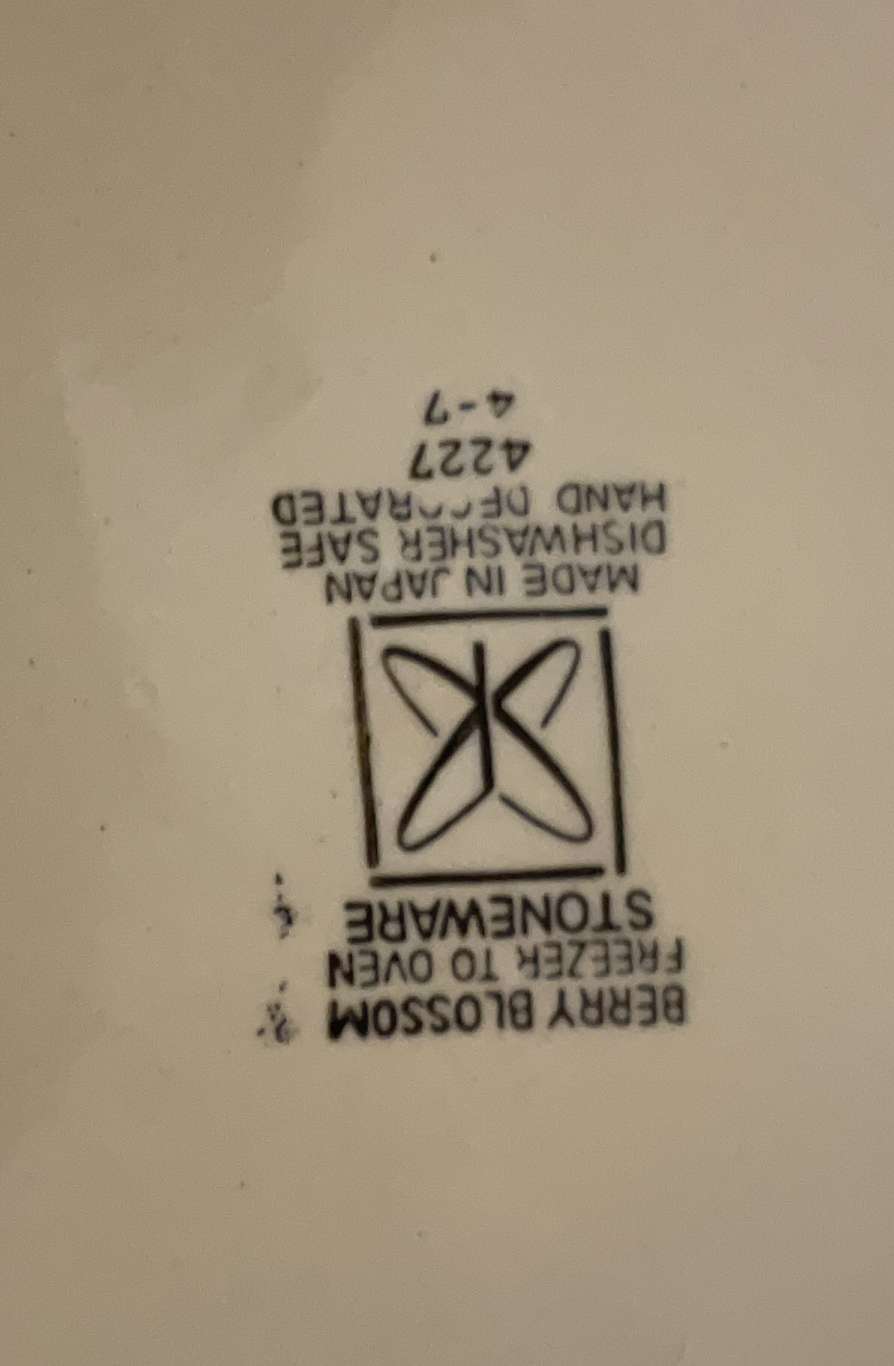 BERRY BLOSSOM
FREEZER TO OVEN
STONEWARE
MADE IN JAPAN
DISHWASHER SAFE
HAND DECORATED
4227
4-7